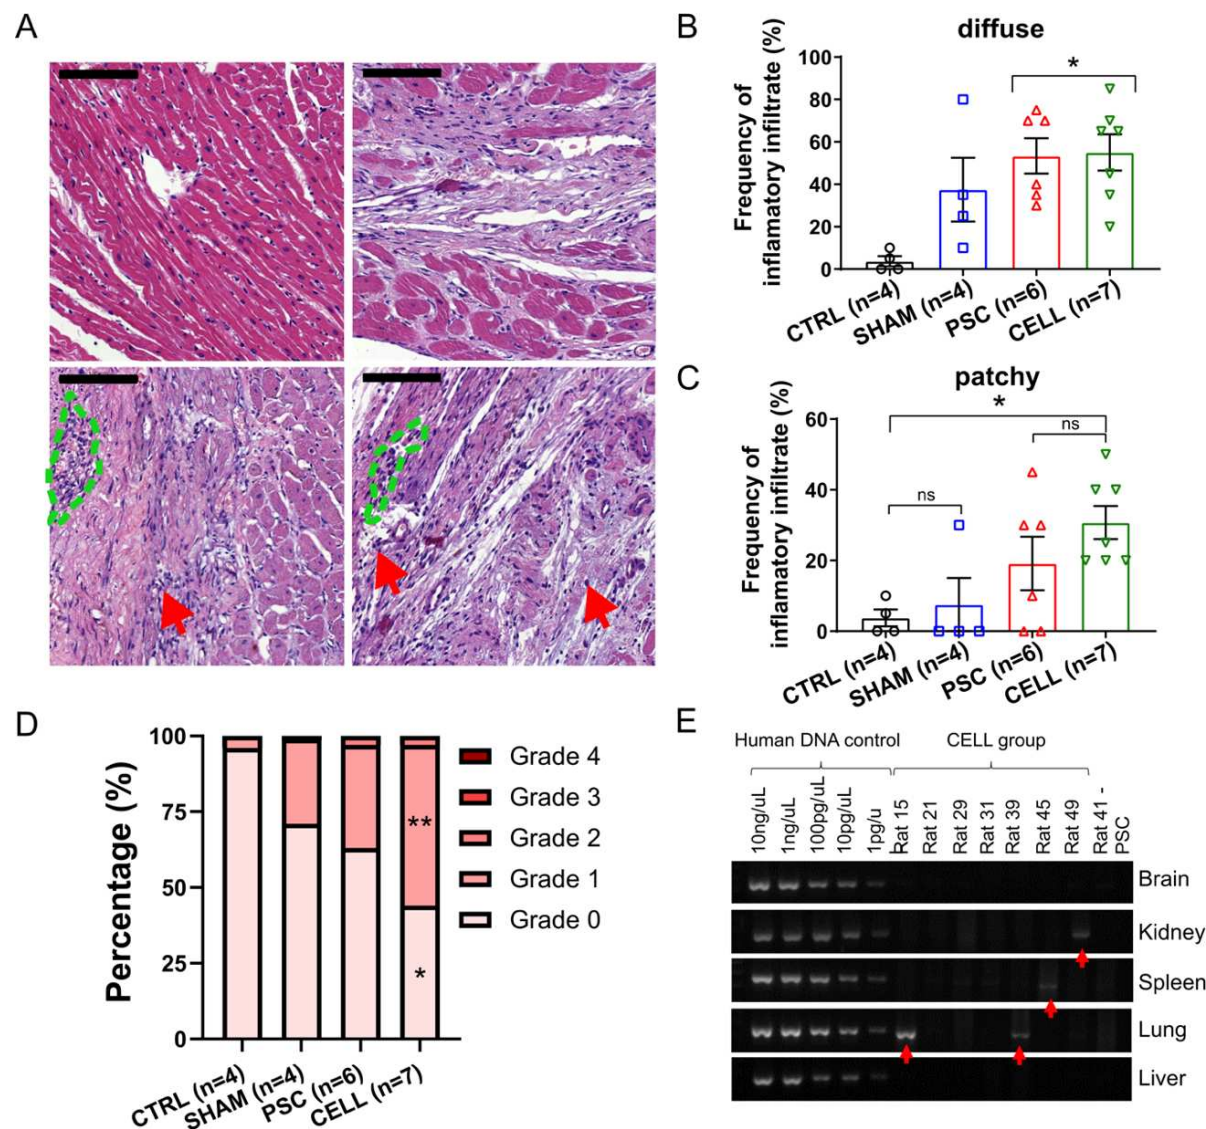 A
B
diffuse
Frequency of
inflamatory infiltrate (%)
100
80
60
40
20
0
*
CTRL (n=4)
SHAM (n=4)
PSC (n=6)
CELL (n=7)
C
patchy
Frequency of
inflamatory infiltrate (%)
60
40
20
0
*
ns
ns
CTRL (n=4)
SHAM (n=4)
PSC (n=6)
CELL (n=7)
D
Percentage (%)
100
75
50
25
0
**
*
CTRL (n=4)
SHAM (n=4)
PSC (n=6)
CELL (n=7)
Grade 4
Grade 3
Grade 2
Grade 1
Grade 0
E
Human DNA control
CELL group
10ng/uL
1ng/uL
100pg/uL
10pg/uL
1pg/u
Rat 15
Rat 21
Rat 29
Rat 31
Rat 39
Rat 45
Rat 49
Rat 41 -
PSC
Brain
Kidney
Spleen
Lung
Liver